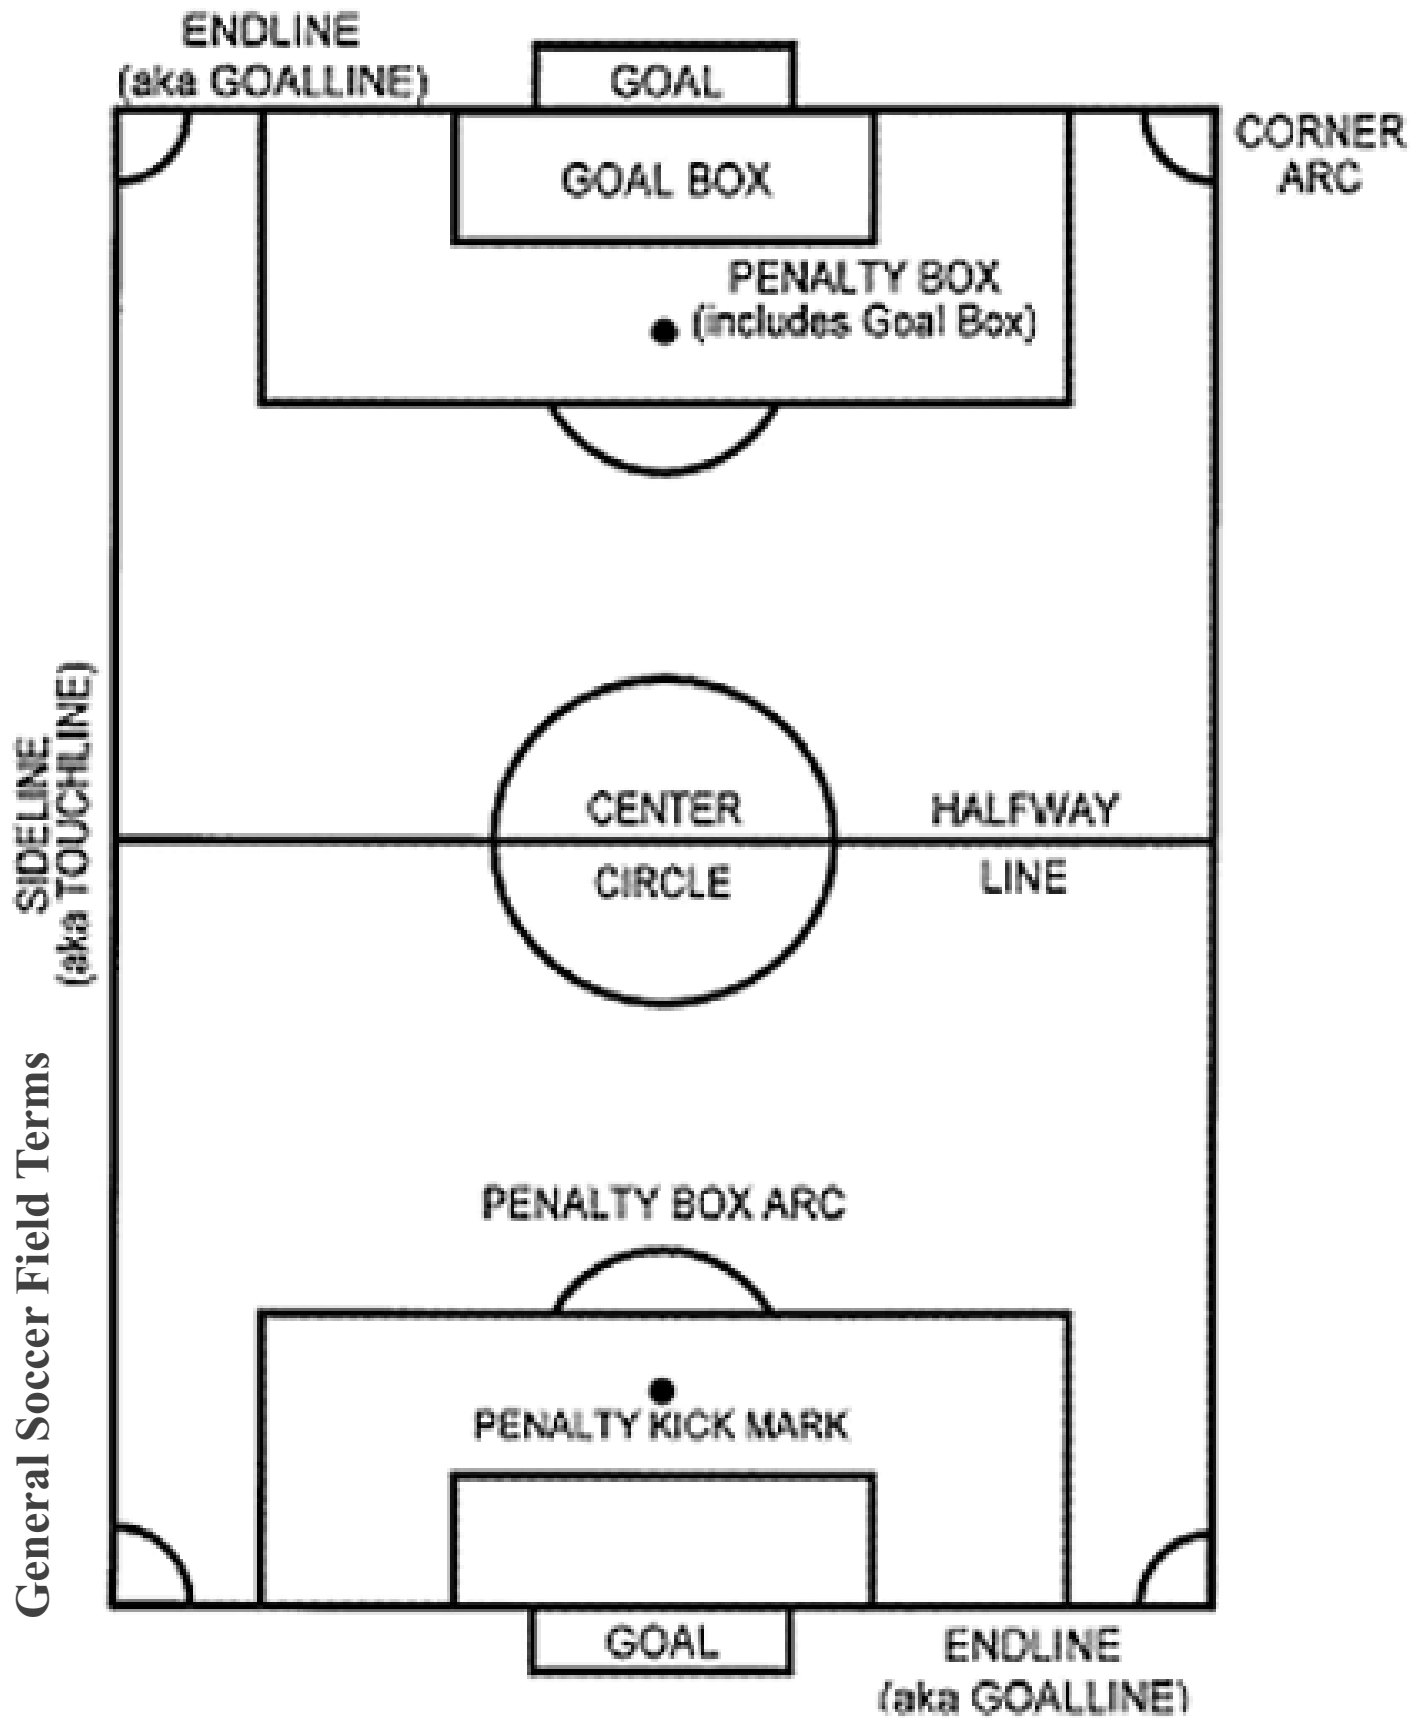 ENDLINE
(aka GOALLINE)
GOAL
CORNER
ARC
GOAL BOX
PENALTY BOX
(includes Goal Box)
SIDELINE
(aka TOUCHLINE)
CENTER
CIRCLE
HALFWAY
LINE
General Soccer Field Terms
PENALTY BOX ARC
PENALTY KICK MARK
GOAL
ENDLINE
(aka GOALLINE)